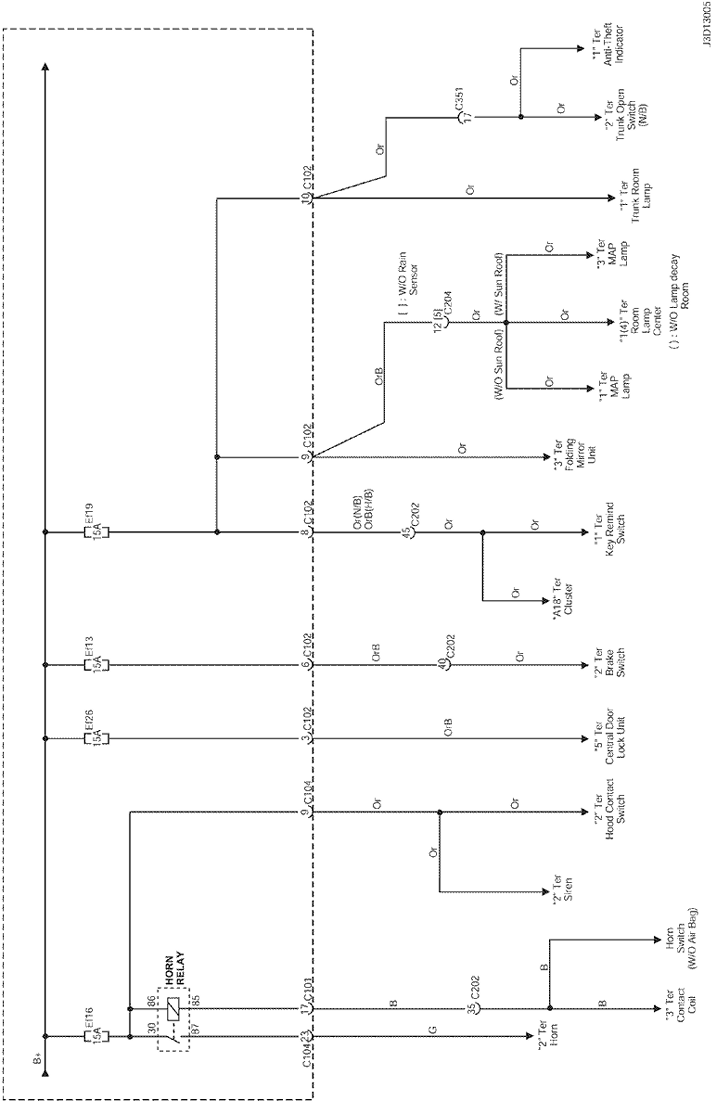 J3D13005
B+
Ef16
15A
Ef26
15A
Ef13
15A
Ef19
15A
HORN
RELAY
30
86
87
85
C104
23
17
C101
9
C104
3
C102
6
C102
8
C102
9
C102
10
C102
G
B
35
C202
B
B
Or
Or
Or
OrB
OrB
40
C202
Or
Or(N/B)
OrB(H/B)
45
C202
Or
Or
Or
Or
OrB
[ ] : W/O Rain
Sensor
12 [5]
C204
Or
(W/O Sun Roof)
(W/ Sun Roof)
Or
Or
Or
Or
Or
17
C351
Or
Or
"2" Ter
Horn
"3" Ter
Contact
Coil
Horn
Switch
(W/O Air Bag)
"2" Ter
Siren
"2" Ter
Hood Contact
Switch
"5" Ter
Central Door
Lock Unit
"2" Ter
Brake
Switch
"A18" Ter
Cluster
"1" Ter
Key Remind
Switch
"3" Ter
Folding
Mirror
Unit
"1" Ter
MAP
Lamp
"1(4)" Ter
Room
Lamp
Center
( ) : W/O Lamp decay
Room
"3" Ter
MAP
Lamp
"1" Ter
Trunk Room
Lamp
"2" Ter
Trunk Open
Switch
(N/B)
"1" Ter
Anti-Theft
Indicator